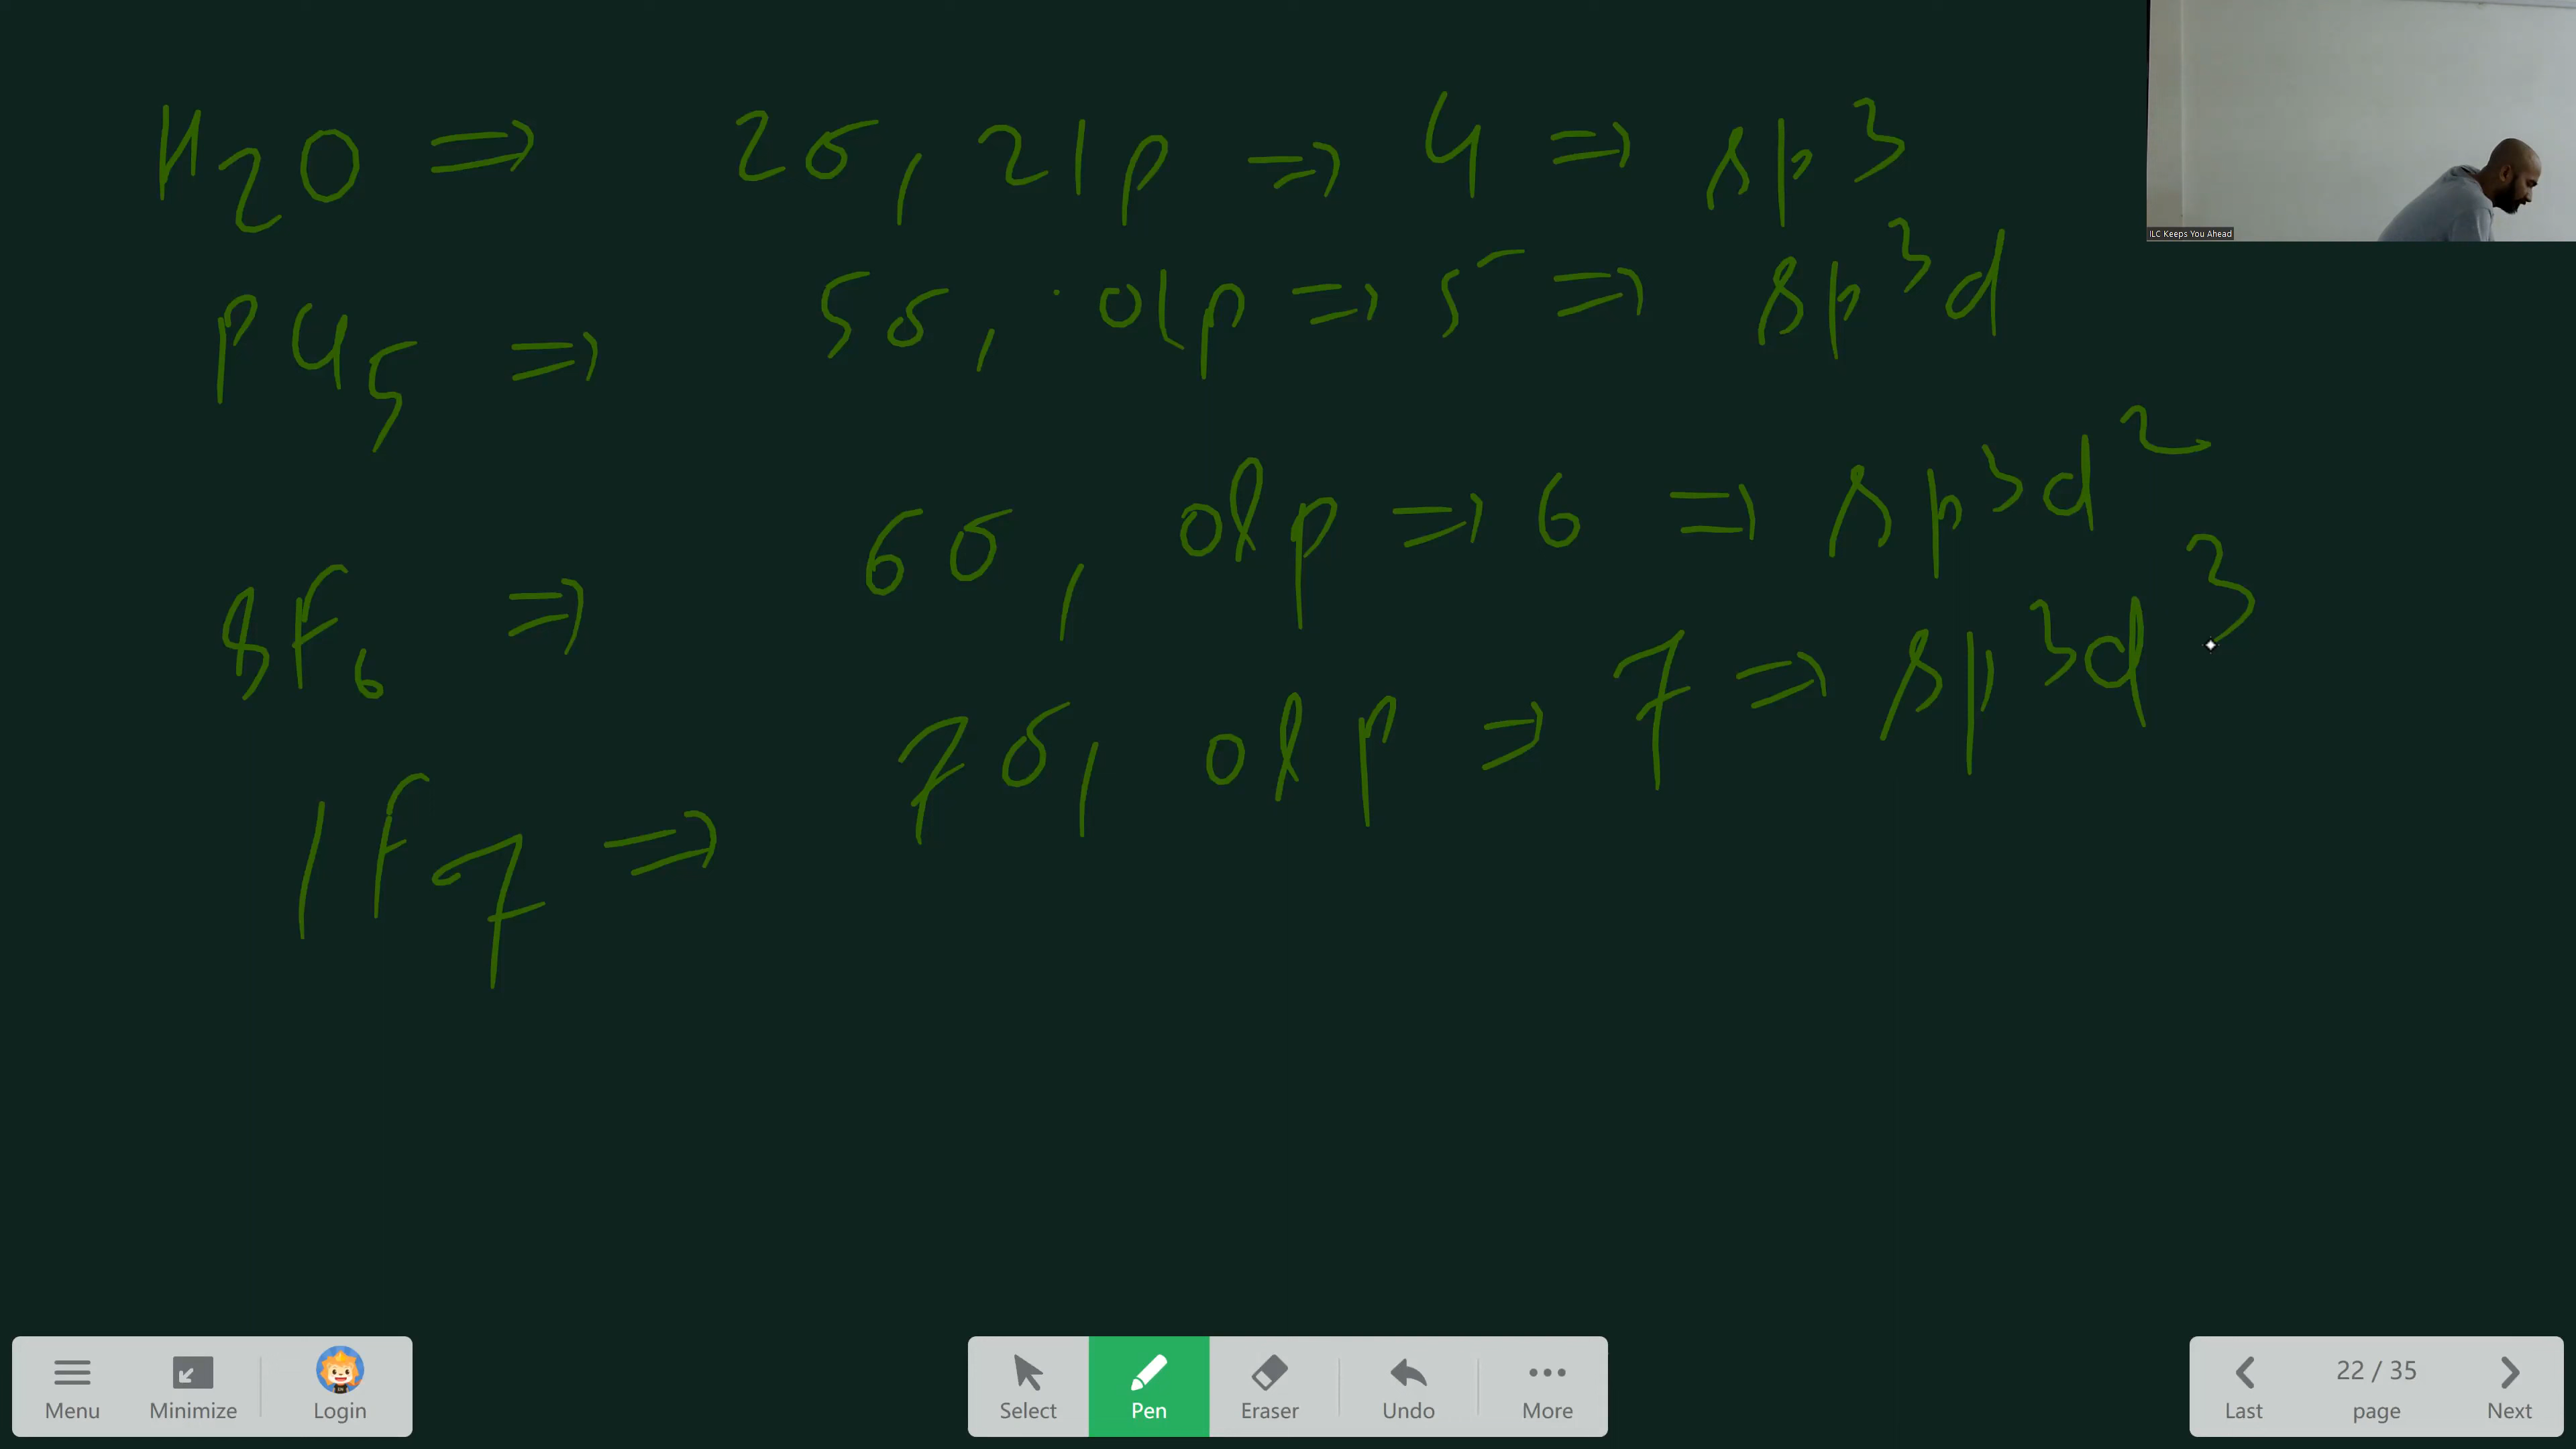 H2O ⇒ 2σ, 2lp ⇒ 4 ⇒ sp³
PCl5 ⇒ 5σ, 0lp ⇒ 5 ⇒ sp³d
SF6 ⇒ 6σ, 0lp ⇒ 6 ⇒ sp³d²
IF7 ⇒ 7σ, 0lp ⇒ 7 ⇒ sp³d³
ILC Keeps You Ahead
Menu Minimize Login
Select Pen Eraser Undo More
22 / 35
Last page Next